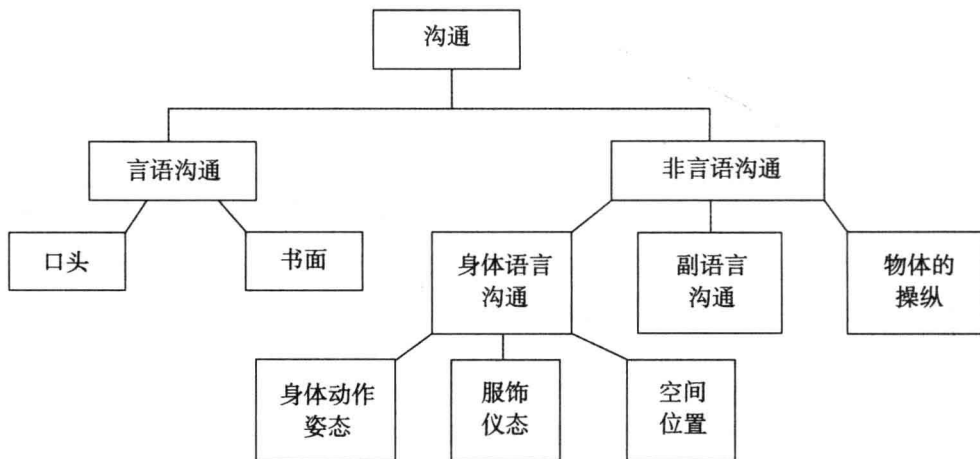 沟通
言语沟通
非言语沟通
口头
书面
身体语言
沟通
副语言
沟通
物体的
操纵
身体动作
姿态
服饰
仪态
空间
位置